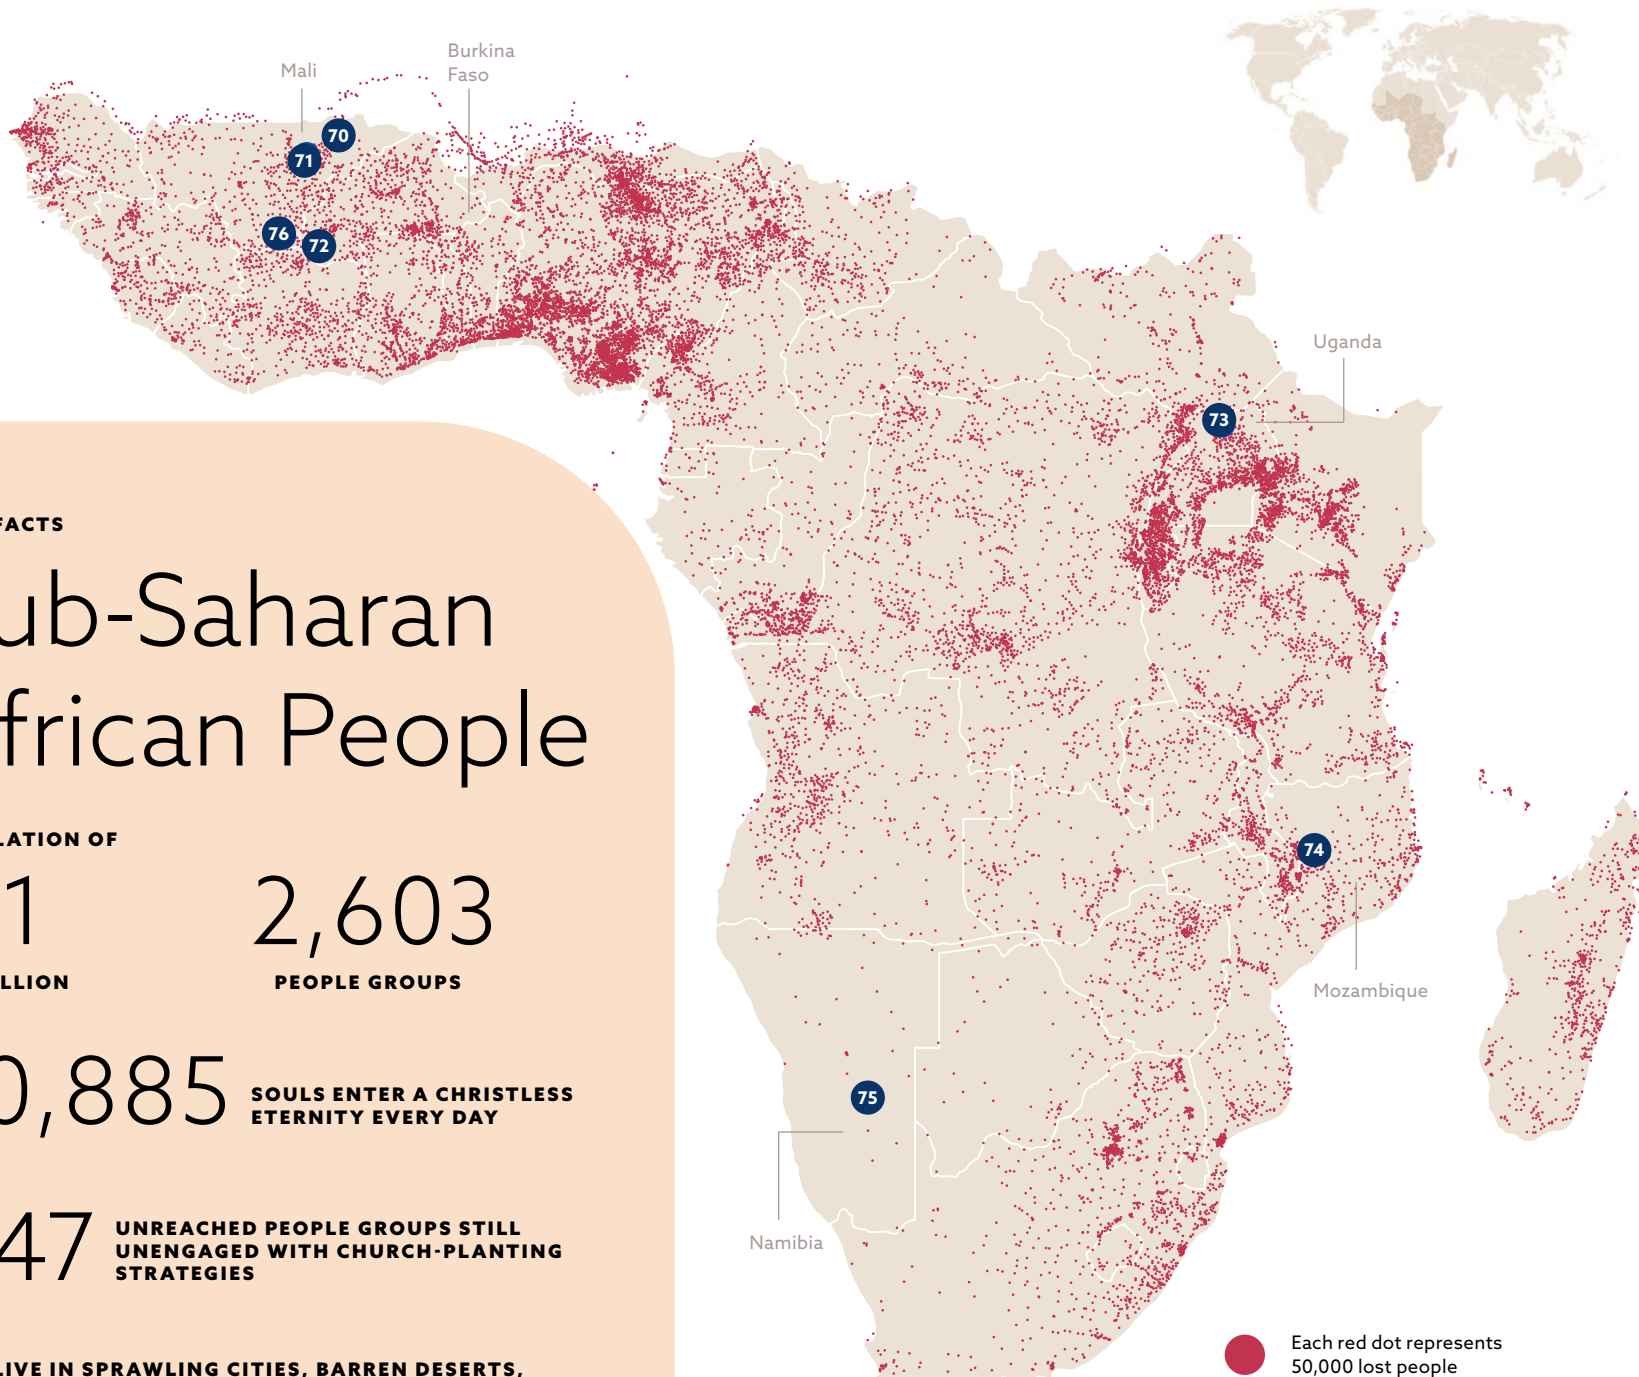 Burkina
Faso
Mali
70
71
76
72
Uganda
73
FACTS
ub-Saharan
frican People
LATION OF
1
2,603
LLION
PEOPLE GROUPS
0,885
SOULS ENTER A CHRISTLESS
ETERNITY EVERY DAY
47
UNREACHED PEOPLE GROUPS STILL
UNENGAGED WITH CHURCH-PLANTING
STRATEGIES
LIVE IN SPRAWLING CITIES, BARREN DESERTS,
74
Mozambique
75
Namibia
Each red dot represents
50,000 lost people